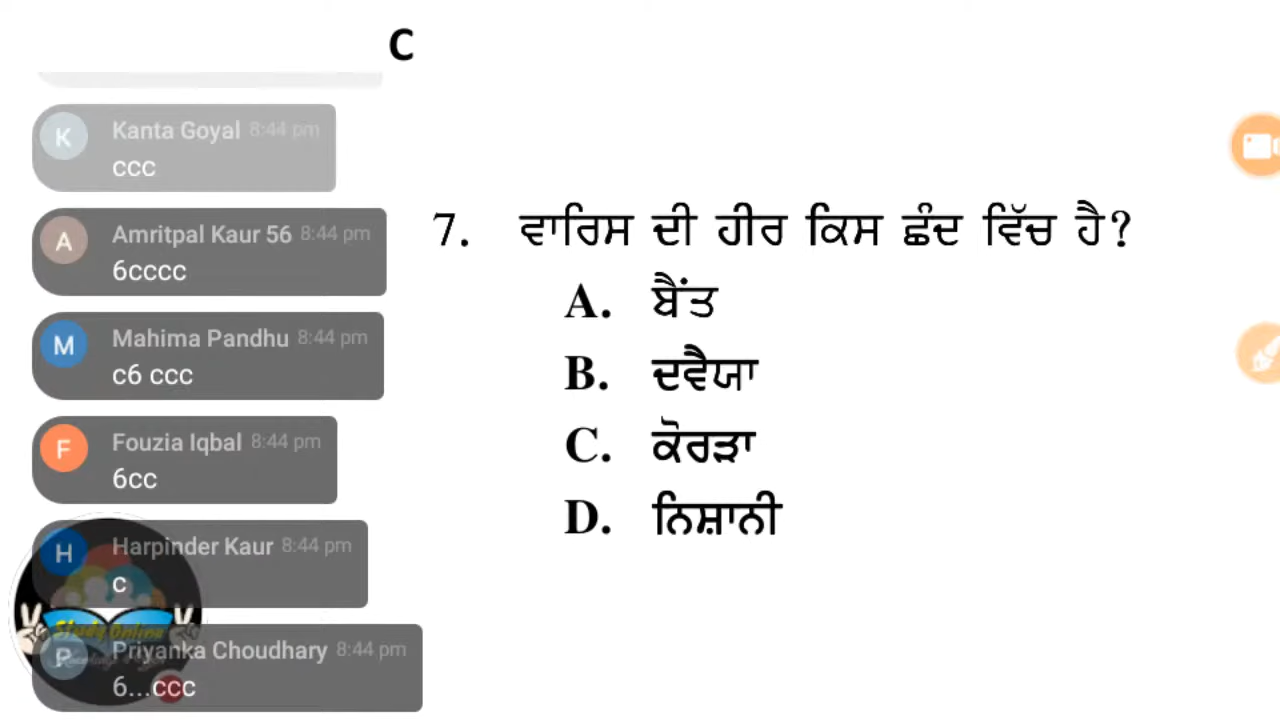 C
Kanta Goyal 8:44 pm
ccc
Amritpal Kaur 56 8:44 pm
6cccc
Mahima Pandhu 8:44 pm
c6 ccc
Fouzia Iqbal 8:44 pm
6cc
Harpinder Kaur 8:44 pm
c
Priyanka Choudhary 8:44 pm
6...ccc
K
A
M
F
H
P
Study Online
7. ਵਾਰਿਸ ਦੀ ਹੀਰ ਕਿਸ ਛੰਦ ਵਿੱਚ ਹੈ?
A. ਬੈਂਤ
B. ਦਵੈਯਾ
C. ਕੋਰੜਾ
D. ਨਿਸ਼ਾਨੀ